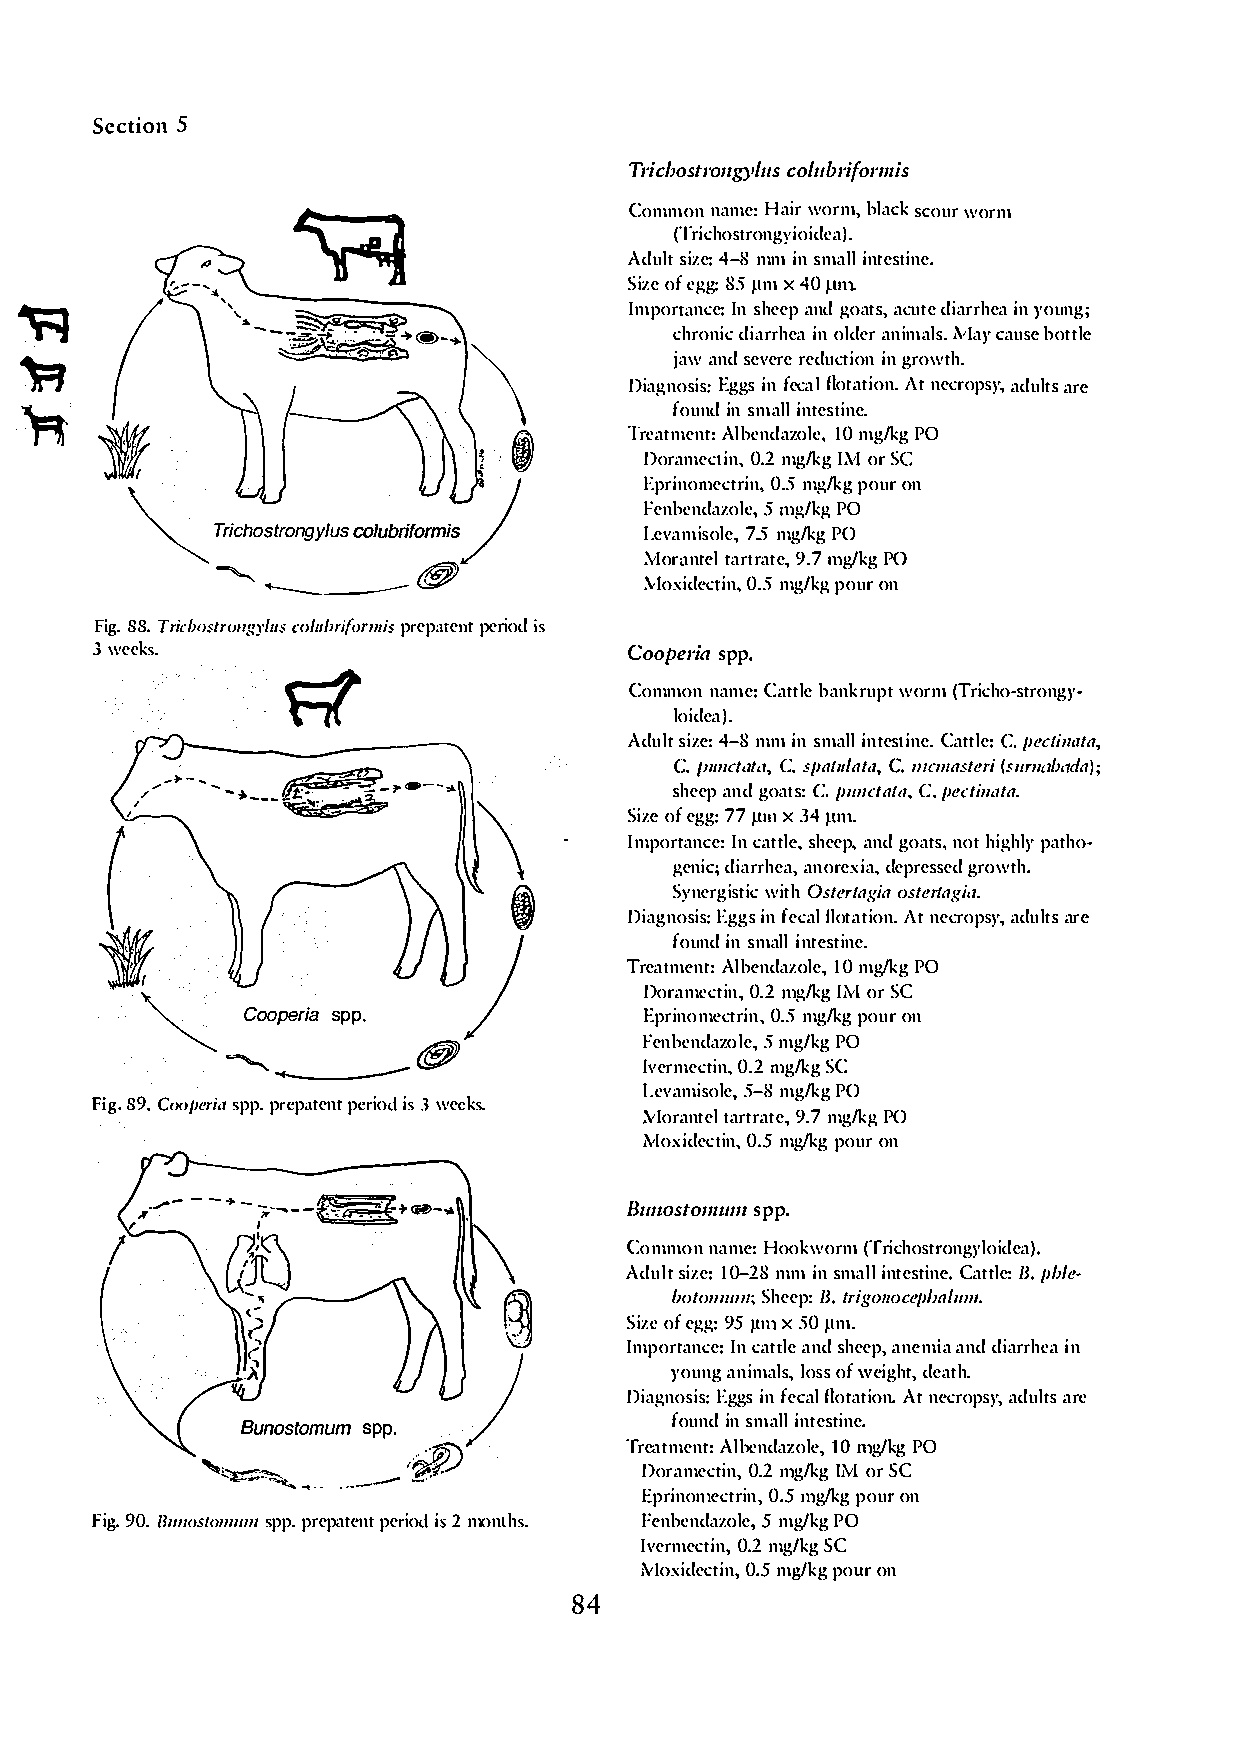 Section 5
Trichostrongylus colubriformis
Common name: Hair worm, black scour worm
(Trichostrongyioidea).
Adult size: 4–8 mm in small intestine.
Size of egg: 85 µm × 40 µm.
Importance: In sheep and goats, acute diarrhea in young;
chronic diarrhea in older animals. May cause bottle
jaw and severe reduction in growth.
Diagnosis: Eggs in fecal flotation. At necropsy, adults are
found in small intestine.
Treatment: Albendazole, 10 mg/kg PO
Doramectin, 0.2 mg/kg IM or SC
Eprinomectrin, 0.5 mg/kg pour on
Fenbendazole, 5 mg/kg PO
Levamisole, 7.5 mg/kg PO
Morantel tartrate, 9.7 mg/kg PO
Moxidectin, 0.5 mg/kg pour on
Trichostrongylus colubriformis
Fig. 88. Trichostrongylus colubriformis prepatent period is
3 weeks.
Cooperia spp.
Common name: Cattle bankrupt worm (Tricho-strongy-
loidea).
Adult size: 4–8 mm in small intestine. Cattle: C. pectinata,
C. punctata, C. spatulata, C. mcmasteri (surnabada);
sheep and goats: C. punctata, C. pectinata.
Size of egg: 77 µm × 34 µm.
Importance: In cattle, sheep, and goats, not highly patho-
genic; diarrhea, anorexia, depressed growth.
Synergistic with Ostertagia ostertagia.
Diagnosis: Eggs in fecal flotation. At necropsy, adults are
found in small intestine.
Treatment: Albendazole, 10 mg/kg PO
Doramectin, 0.2 mg/kg IM or SC
Eprinomectrin, 0.5 mg/kg pour on
Fenbendazole, 5 mg/kg PO
Ivermectin, 0.2 mg/kg SC
Levamisole, 5–8 mg/kg PO
Morantel tartrate, 9.7 mg/kg PO
Moxidectin, 0.5 mg/kg pour on
Cooperia spp.
Fig. 89. Cooperia spp. prepatent period is 3 weeks.
Bunostomum spp.
Common name: Hookworm (Trichostrongyloidea).
Adult size: 10–28 mm in small intestine. Cattle: B. phle-
botomum; Sheep: B. trigonocephalum.
Size of egg: 95 µm × 50 µm.
Importance: In cattle and sheep, anemia and diarrhea in
young animals, loss of weight, death.
Diagnosis: Eggs in fecal flotation. At necropsy, adults are
found in small intestine.
Treatment: Albendazole, 10 mg/kg PO
Doramectin, 0.2 mg/kg IM or SC
Eprinomectrin, 0.5 mg/kg pour on
Fenbendazole, 5 mg/kg PO
Ivermectin, 0.2 mg/kg SC
Moxidectin, 0.5 mg/kg pour on
Bunostomum spp.
Fig. 90. Bunostomum spp. prepatent period is 2 months.
84